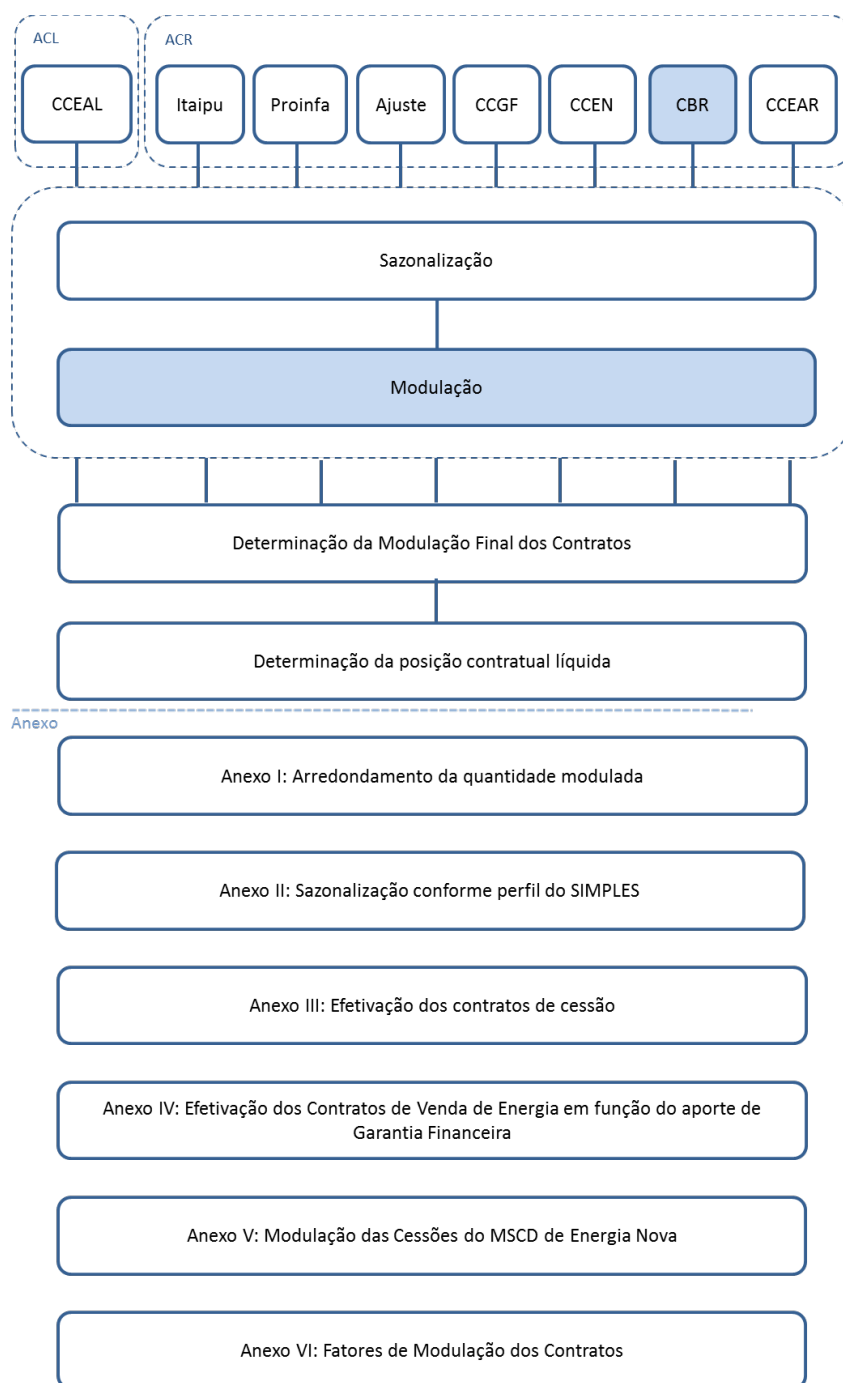 ACL
ACR
CCEAL
Itaipu
Proinfa
Ajuste
CCGF
CCEN
CBR
CCEAR
Sazonalização
Modulação
Determinação da Modulação Final dos Contratos
Determinação da posição contratual líquida
Anexo
Anexo I: Arredondamento da quantidade modulada
Anexo II: Sazonalização conforme perfil do SIMPLES
Anexo III: Efetivação dos contratos de cessão
Anexo IV: Efetivação dos Contratos de Venda de Energia em função do aporte de
Garantia Financeira
Anexo V: Modulação das Cessões do MSCD de Energia Nova
Anexo VI: Fatores de Modulação dos Contratos